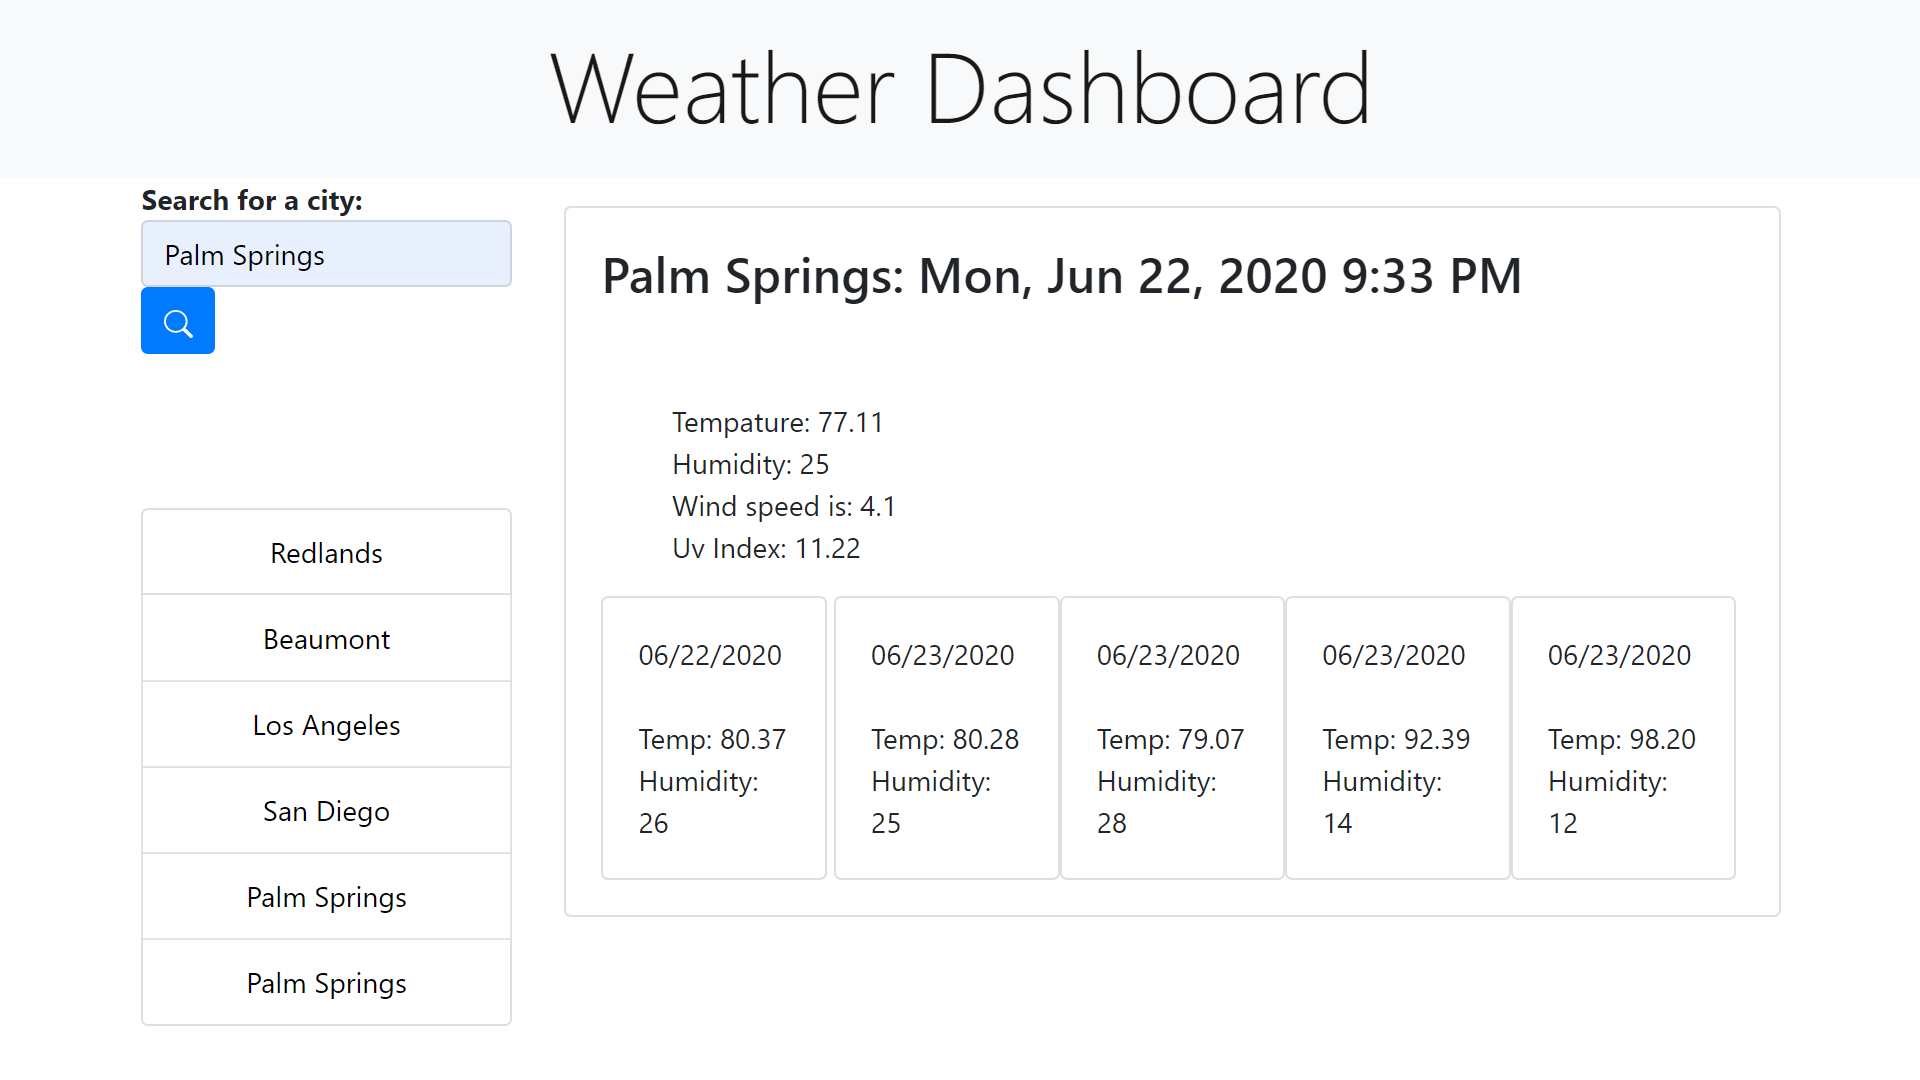 Weather Dashboard
Search for a city:
Palm Springs
Redlands
Beaumont
Los Angeles
San Diego
Palm Springs
Palm Springs
Palm Springs: Mon, Jun 22, 2020 9:33 PM
Tempature: 77.11
Humidity: 25
Wind speed is: 4.1
Uv Index: 11.22
06/22/2020
Temp: 80.37
Humidity:
26
06/23/2020
Temp: 80.28
Humidity:
25
06/23/2020
Temp: 79.07
Humidity:
28
06/23/2020
Temp: 92.39
Humidity:
14
06/23/2020
Temp: 98.20
Humidity:
12